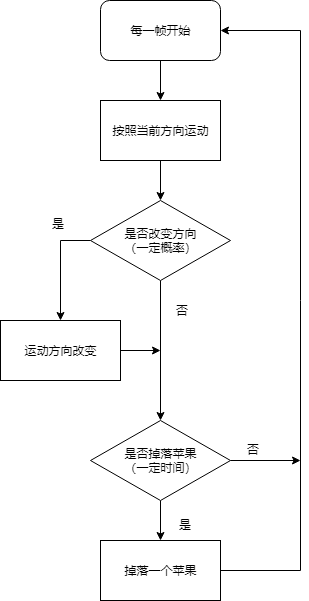 每一帧开始
按照当前方向运动
是否改变方向
（一定概率）
是
否
运动方向改变
是否掉落苹果
（一定时间）
否
是
掉落一个苹果